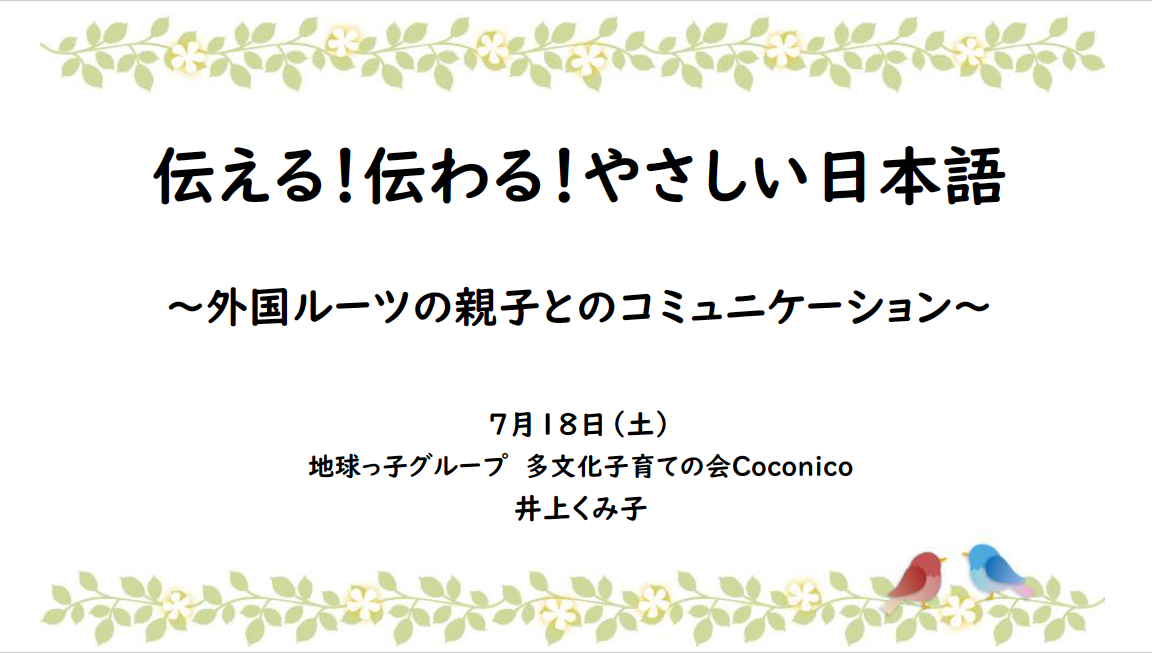 伝える！伝わる！やさしい日本語
～外国ルーツの親子とのコミュニケーション～
7月18日（土）
地球っ子グループ　多文化子育ての会Coconico
井上くみ子